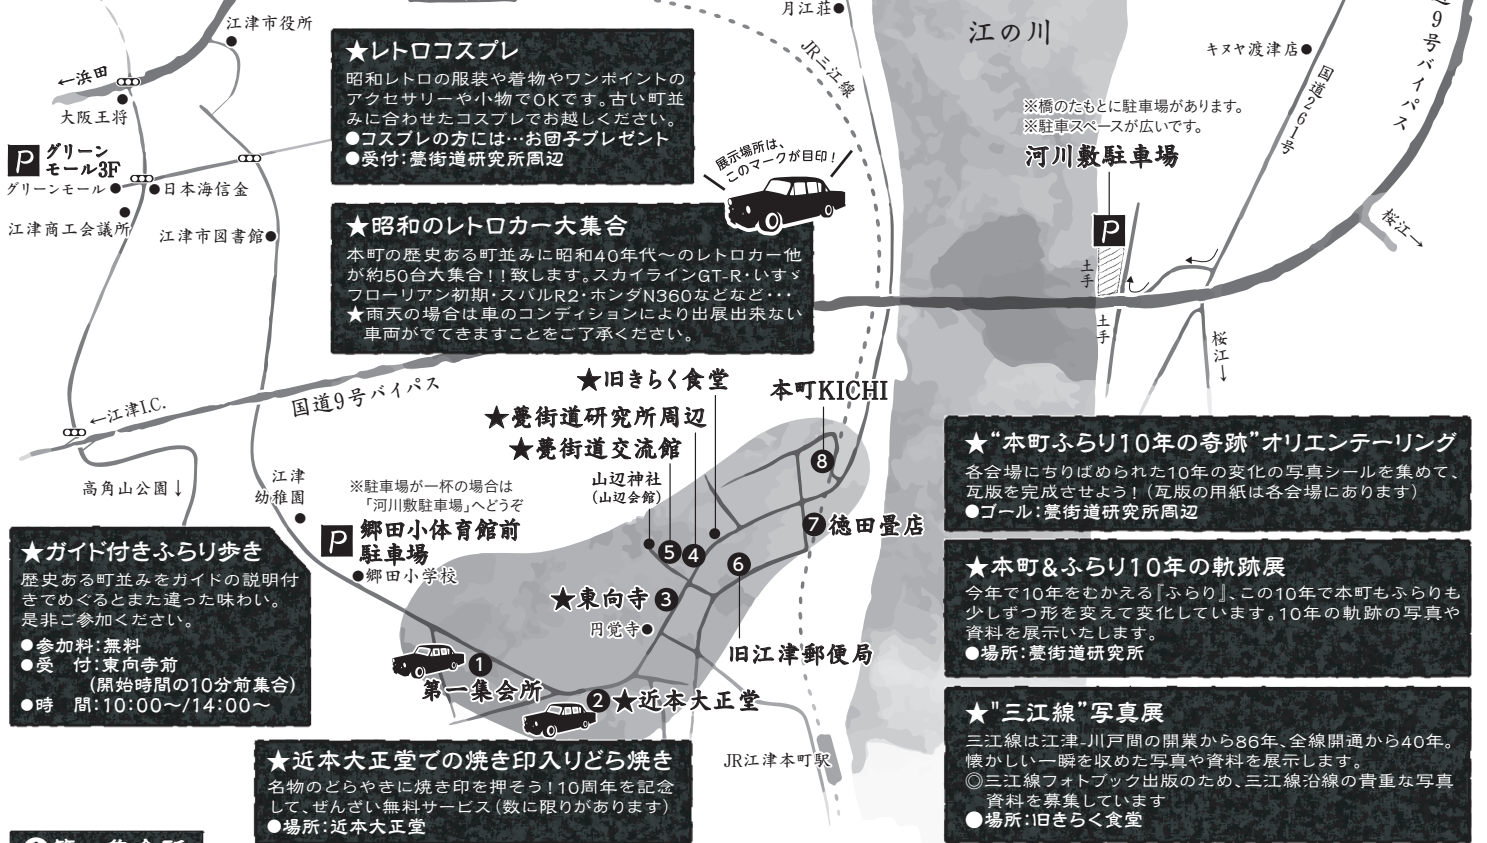 江津市役所
←浜田
大阪王将
P
グリーン
モール3F
グリーンモール
日本海信金
江津商工会議所
江津市図書館
★レトロコスプレ
昭和レトロの服装や着物やワンポイントの
アクセサリーや小物でOKです。古い町並
みに合わせたコスプレでお越しください。
●コスプレの方には…お団子プレゼント
●受付：甍街道研究所周辺
月江荘
JR三江線
展示場所は、
このマークが目印！
★昭和のレトロカー大集合
本町の歴史ある町並みに昭和40年代～のレトロカー他
が約50台大集合！！致します。スカイラインGT-R・いすゞ
フローリアン初期・スバルR2・ホンダN360などなど・・・
★雨天の場合は車のコンディションにより出展出来ない
車両がでてきますことをご了承ください。
江の川
※橋のたもとに駐車場があります。
※駐車スペースが広いです。
河川敷駐車場
P
土手
土手
キヌヤ渡津店
国道261号
9号バイパス
桜江→
桜江↓
国道9号バイパス
←江津I.C.
高角山公園↓
江津
幼稚園
※駐車場が一杯の場合は
「河川敷駐車場」へどうぞ
P
郷田小体育館前
駐車場
●郷田小学校
★旧きらく食堂
★甍街道研究所周辺
★甍街道交流館
山辺神社
（山辺会館）
本町KICHI
8
7 徳田畳店
5
4
6
★東向寺 3
円覚寺
旧江津郵便局
1
第一集会所
2 ★近本大正堂
JR江津本町駅
★ガイド付きふらり歩き
歴史ある町並みをガイドの説明付
きでめぐるとまた違った味わい。
是非ご参加ください。
●参加料：無料
●受　付：東向寺前
（開始時間の10分前集合）
●時　間：10:00～/14:00～
★近本大正堂での焼き印入りどら焼き
名物のどらやきに焼き印を押そう！10周年を記念
して、ぜんざい無料サービス（数に限りがあります）
●場所：近本大正堂
★“本町ふらり10年の奇跡”オリエンテーリング
各会場にちりばめられた10年の変化の写真シールを集めて、
瓦版を完成させよう！（瓦版の用紙は各会場にあります）
●ゴール：甍街道研究所周辺
★本町&ふらり10年の軌跡展
今年で10年をむかえる『ふらり』、この10年で本町もふらりも
少しずつ形を変えて変化しています。10年の軌跡の写真や
資料を展示いたします。
●場所：甍街道研究所
★"三江線”写真展
三江線は江津-川戸間の開業から86年、全線開通から40年。
懐かしい一瞬を収めた写真や資料を展示します。
◎三江線フォトブック出版のため、三江線沿線の貴重な写真
資料を募集しています
●場所：旧きらく食堂